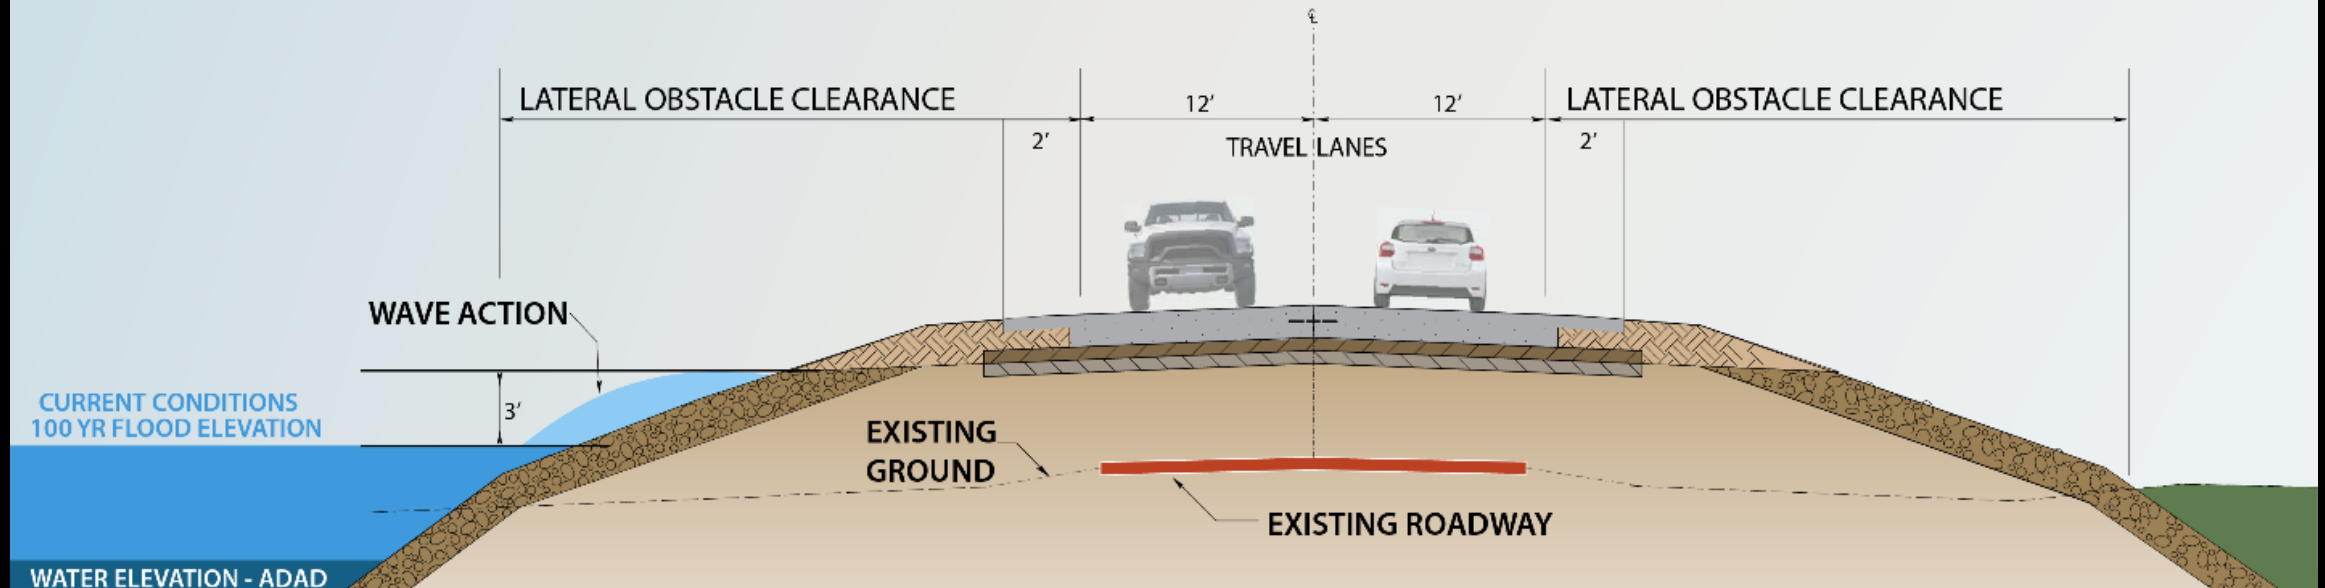 ℄
LATERAL OBSTACLE CLEARANCE
12’
12’
LATERAL OBSTACLE CLEARANCE
2’
TRAVEL LANES
2’
WAVE ACTION
3’
CURRENT CONDITIONS
100 YR FLOOD ELEVATION
EXISTING
GROUND
EXISTING ROADWAY
WATER ELEVATION - ADAD